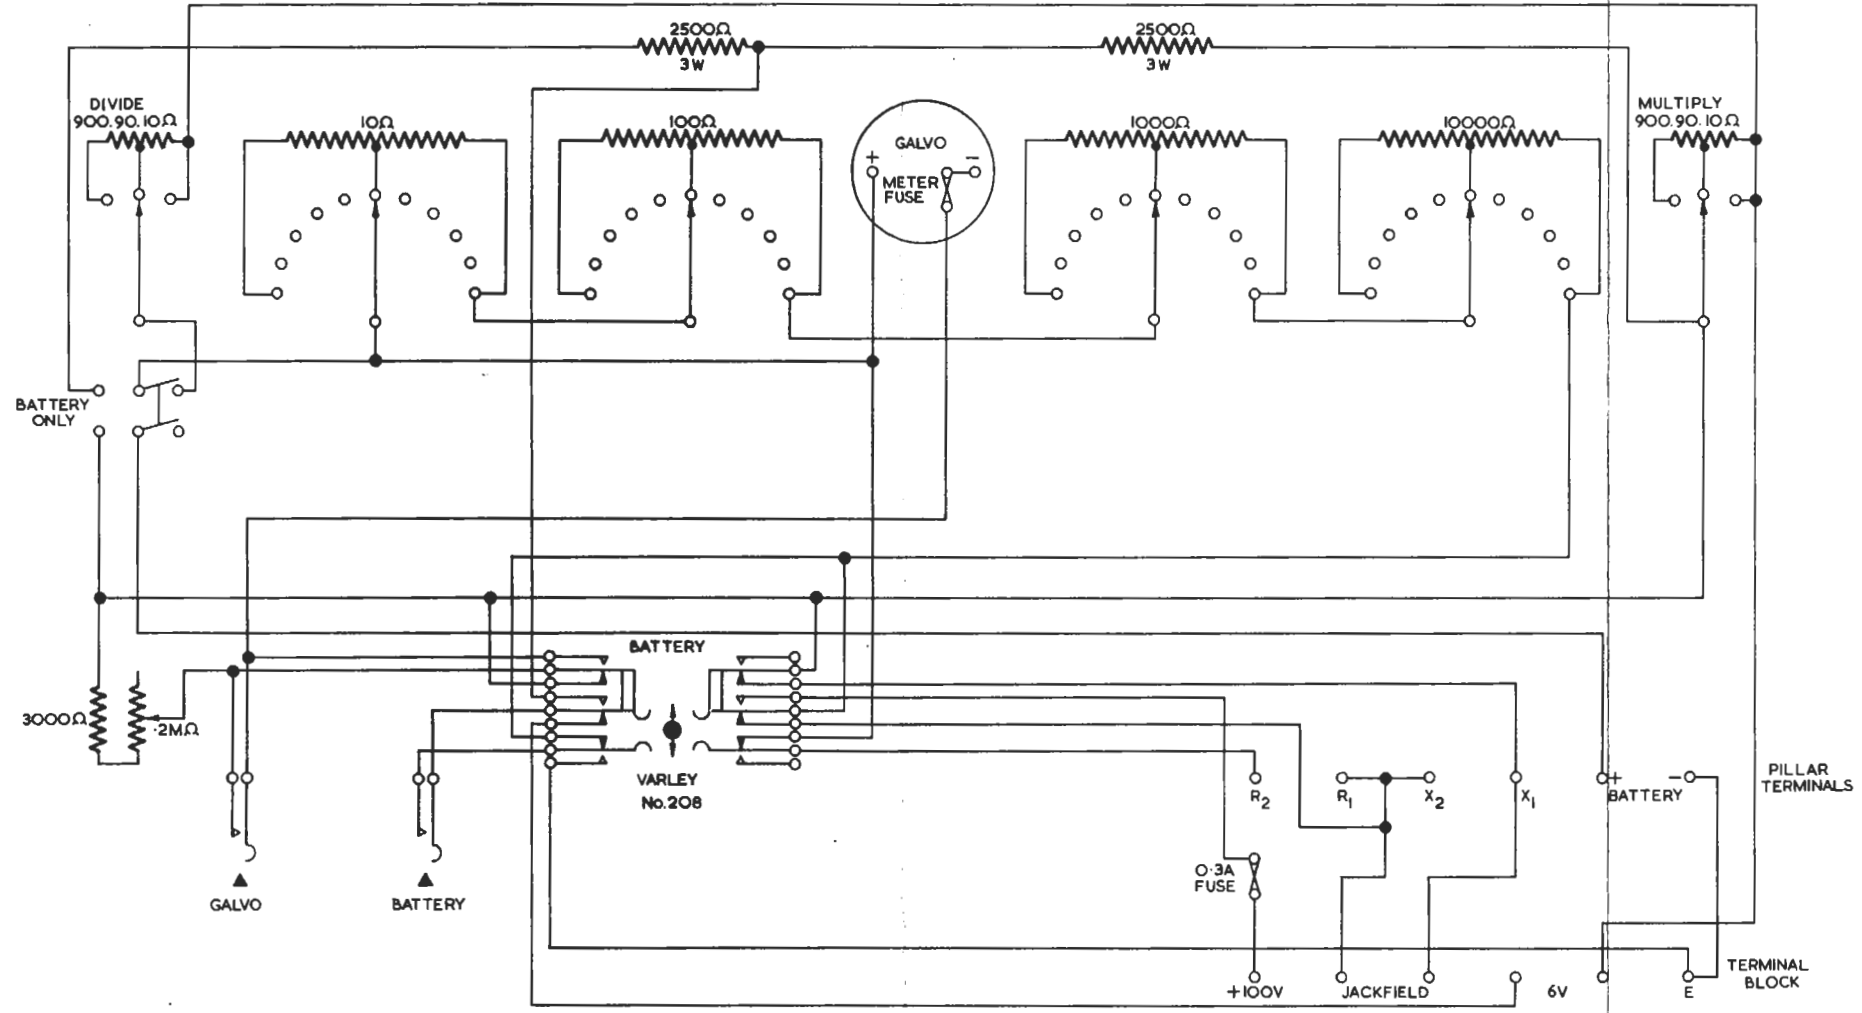 2500Ω
3W
2500Ω
3W
DIVIDE
900.90.10Ω
10Ω
100Ω
GALVO
+ −
METER
FUSE
1000Ω
10000Ω
MULTIPLY
900.90.10Ω
BATTERY
ONLY
BATTERY
3000Ω
·2MΩ
VARLEY
No.208
R2
R1
X2
X1
+ −
BATTERY
PILLAR
TERMINALS
0·3A
FUSE
GALVO
BATTERY
+100V
JACKFIELD
6V
E
TERMINAL
BLOCK